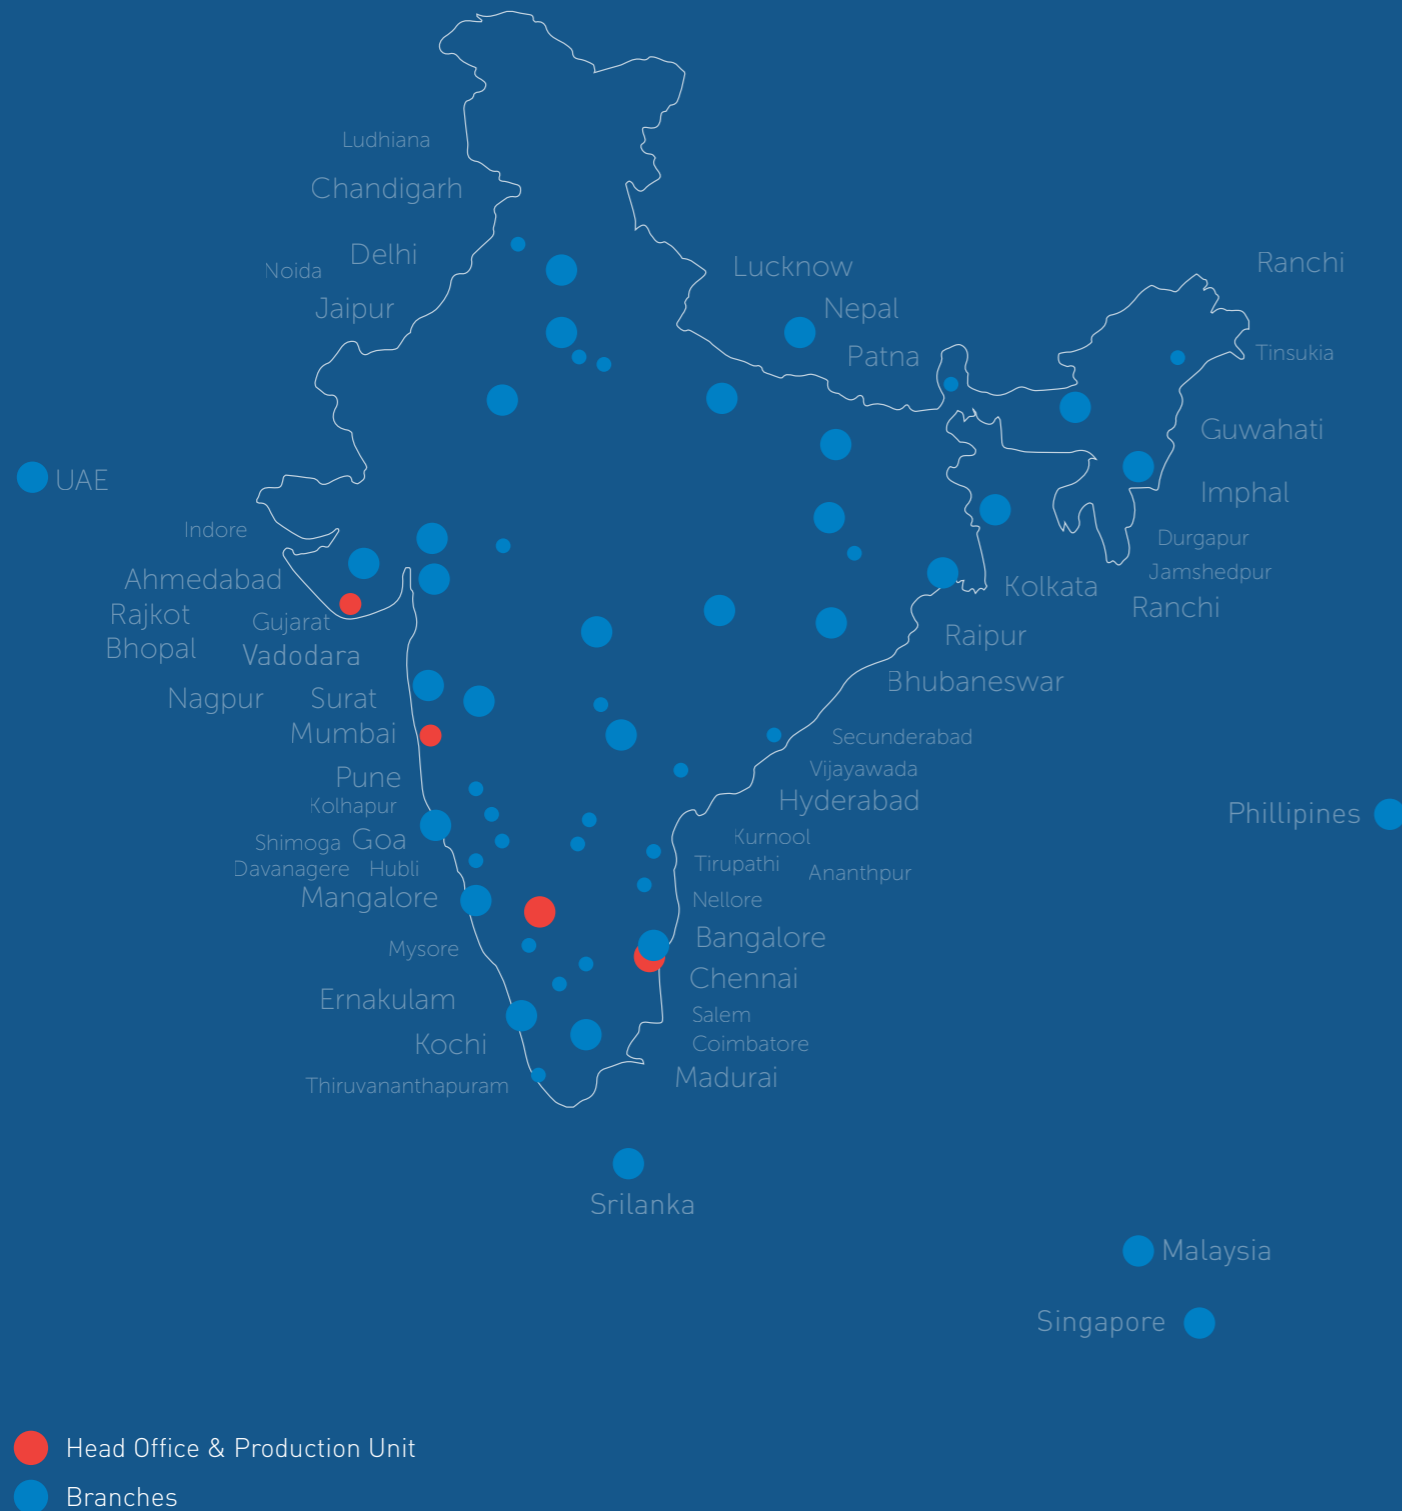 Ludhiana
Chandigarh
Delhi
Noida
Jaipur
Lucknow
Nepal
Patna
Ranchi
Tinsukia
Guwahati
Imphal
Durgapur
Jamshedpur
Ranchi
Kolkata
Raipur
Bhubaneswar
UAE
Indore
Ahmedabad
Rajkot
Gujarat
Bhopal
Vadodara
Nagpur
Surat
Mumbai
Pune
Kolhapur
Shimoga
Goa
Davanagere
Hubli
Mangalore
Mysore
Ernakulam
Kochi
Thiruvananthapuram
Secunderabad
Vijayawada
Hyderabad
Kurnool
Tirupathi
Ananthpur
Nellore
Bangalore
Chennai
Salem
Coimbatore
Madurai
Phillipines
Srilanka
Malaysia
Singapore
Head Office & Production Unit
Branches